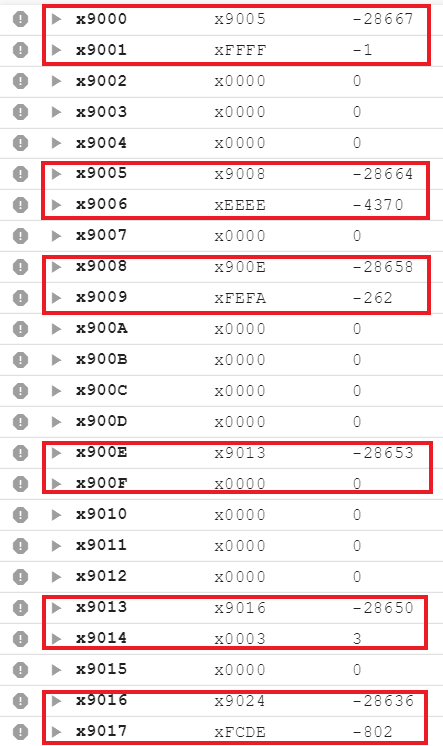 x9000 x9005 -28667
x9001 xFFFF -1
x9002 x0000 0
x9003 x0000 0
x9004 x0000 0
x9005 x9008 -28664
x9006 xEEEE -4370
x9007 x0000 0
x9008 x900E -28658
x9009 xFEFA -262
x900A x0000 0
x900B x0000 0
x900C x0000 0
x900D x0000 0
x900E x9013 -28653
x900F x0000 0
x9010 x0000 0
x9011 x0000 0
x9012 x0000 0
x9013 x9016 -28650
x9014 x0003 3
x9015 x0000 0
x9016 x9024 -28636
x9017 xFCDE -802